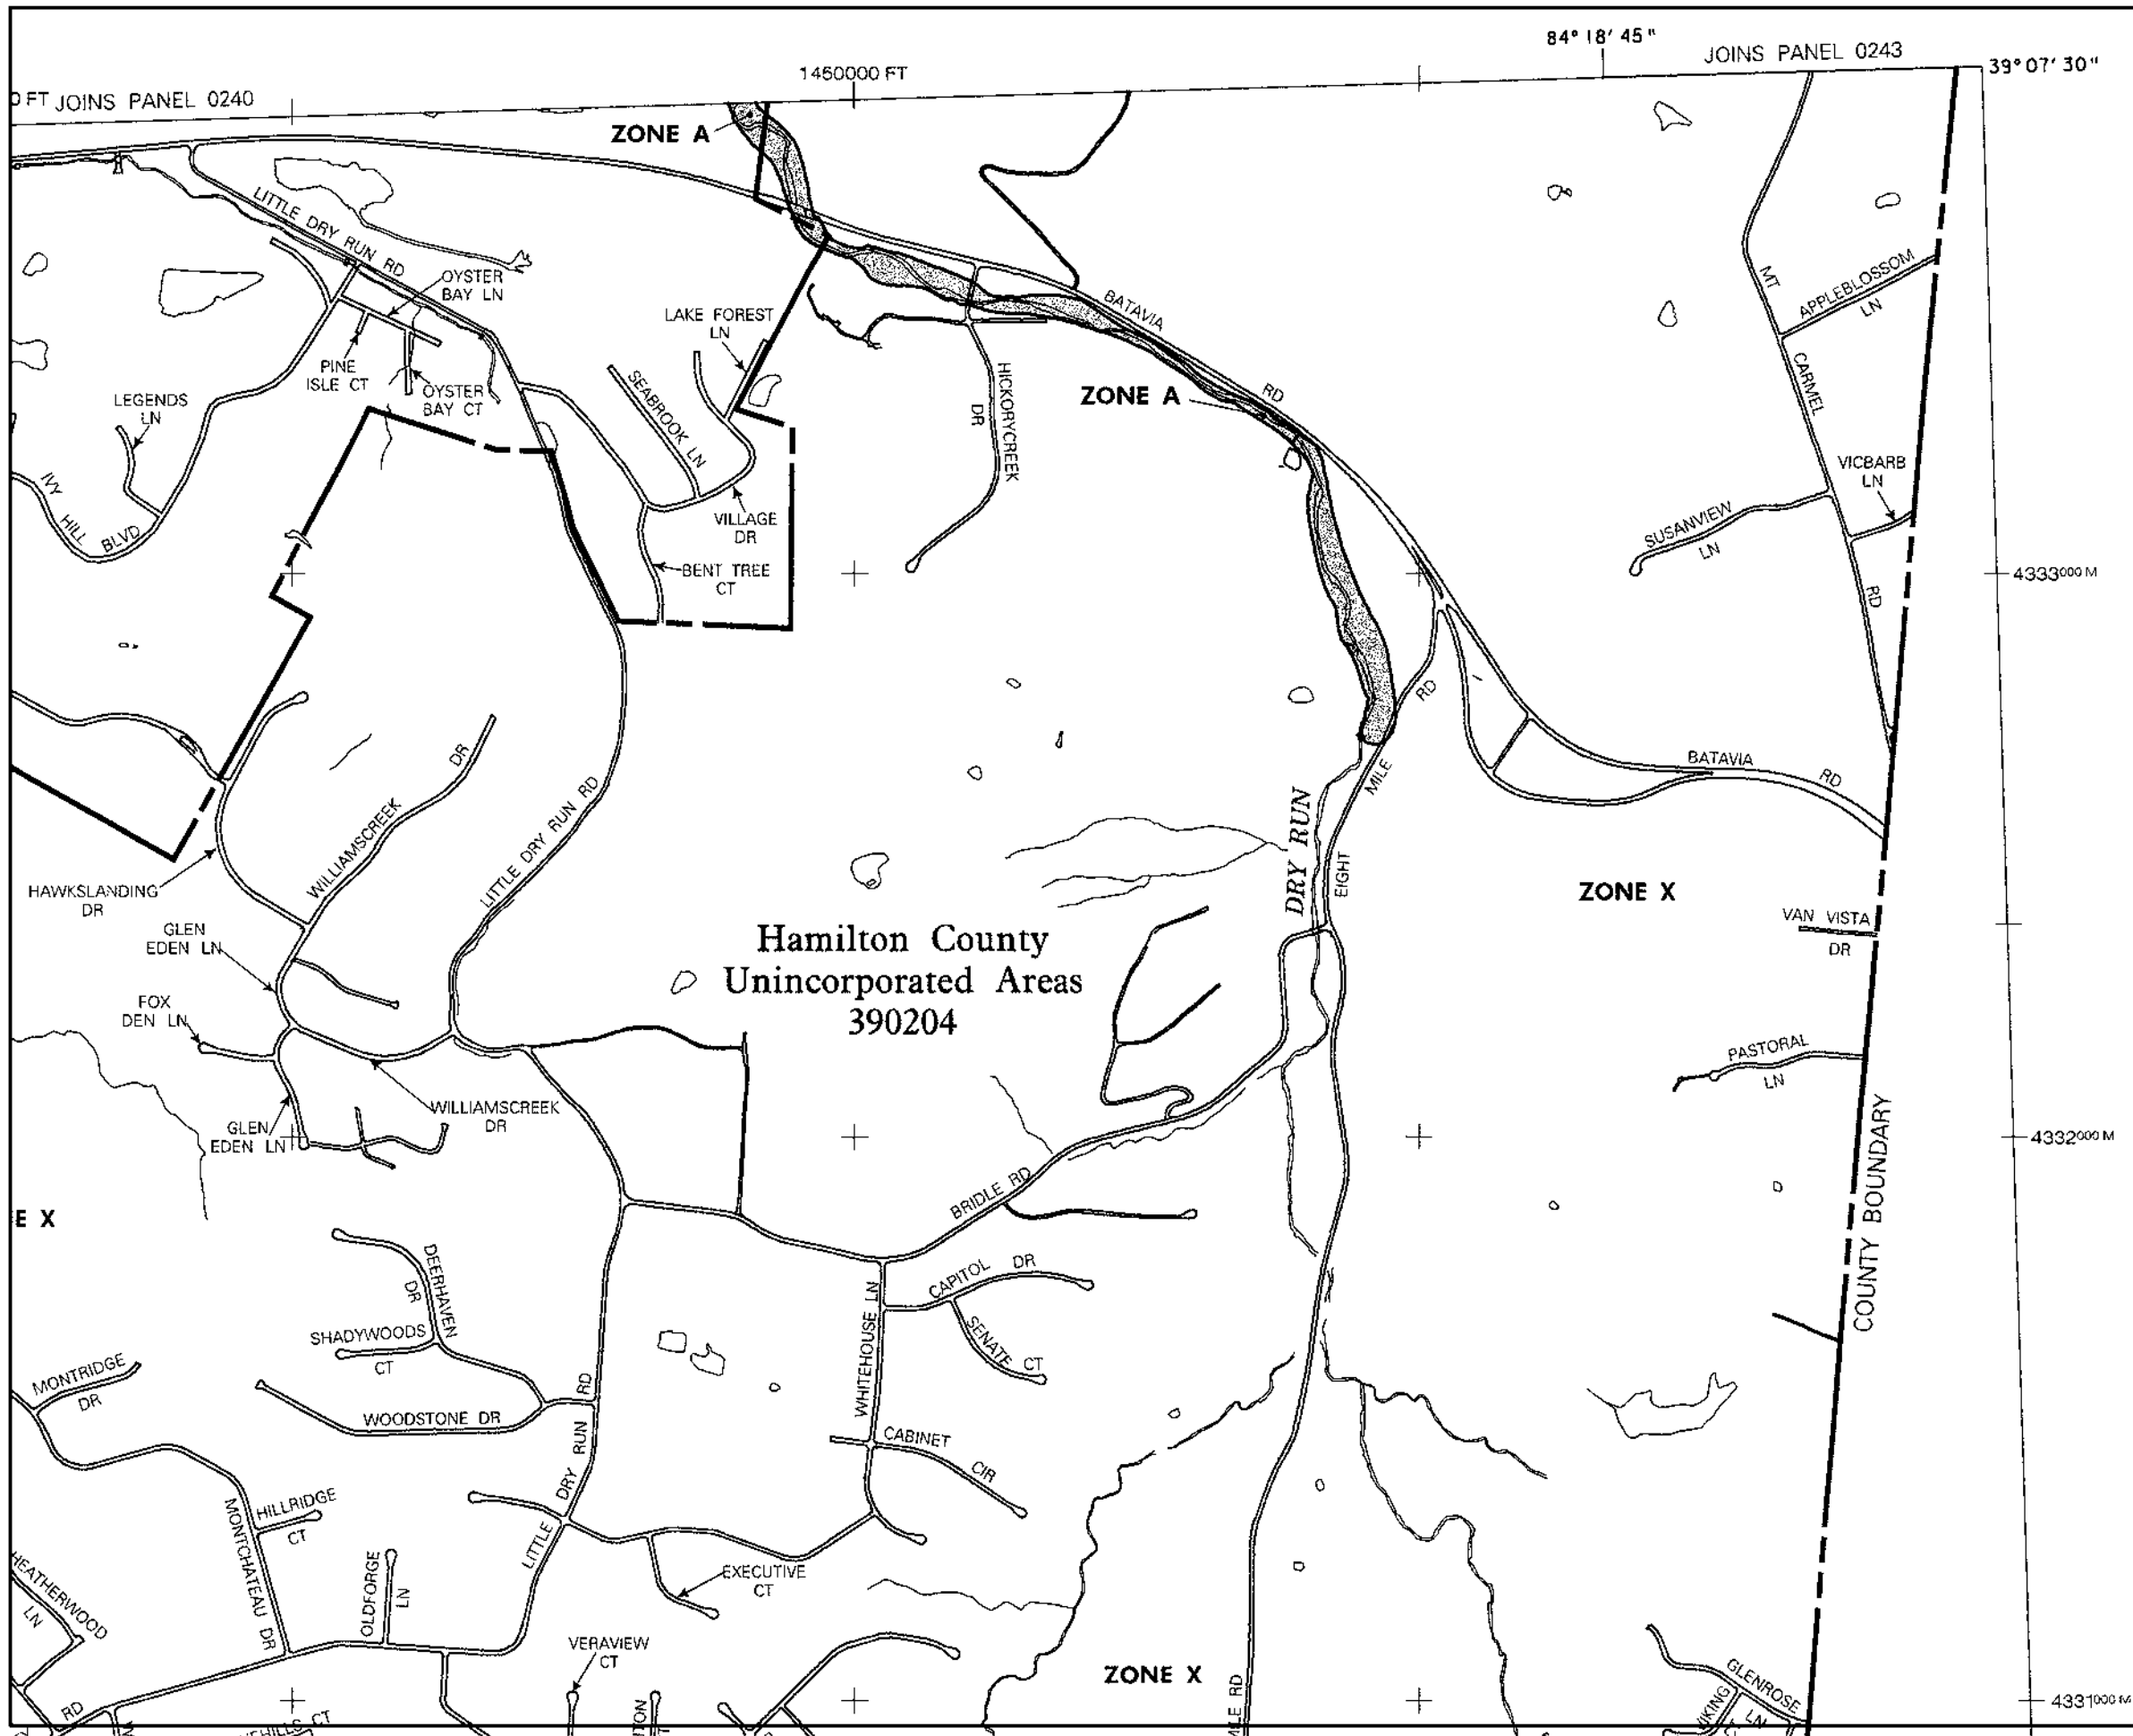 84° 18' 45"
JOINS PANEL 0243
39° 07' 30"
1460000 FT
FT JOINS PANEL 0240
ZONE A
LITTLE DRY RUN RD
OYSTER
BAY LN
LAKE FOREST
LN
BATAVIA
RD
MT
CARMEL
RD
APPLEBLOSSOM
LN
PINE
ISLE CT
OYSTER
BAY CT
LEGENDS
LN
SEABROOK LN
HICKORYCREEK
DR
ZONE A
IVY
HILL
BLVD
VILLAGE
DR
BENT TREE
CT
VICBARB
LN
SUSANVIEW
LN
4333000 M
RD
MILE
EIGHT
DRY RUN
BATAVIA
RD
WILLIAMSCREEK
DR
LITTLE DRY RUN RD
HAWKSLANDING
DR
ZONE X
VAN VISTA
DR
GLEN
EDEN LN
Hamilton County
Unincorporated Areas
390204
FOX
DEN LN
PASTORAL
LN
WILLIAMSCREEK
DR
GLEN
EDEN LN
4332000 M
COUNTY BOUNDARY
BRIDLE RD
E X
DEERHAVEN
DR
CAPITOL DR
SENATE CT
WHITEHOUSE LN
SHADYWOODS
CT
MONTRIDGE
DR
WOODSTONE DR
CABINET
CIR
LITTLE DRY RUN RD
HILLRIDGE
CT
MONTCHATEAU DR
EXECUTIVE
CT
OLDFORGE
LN
HEATHERWOOD
LN
VERAVIEW
CT
ZONE X
GLENROSE
LN
VIKING
4331000 M
RD
MILE RD
EHILLS CT
TON